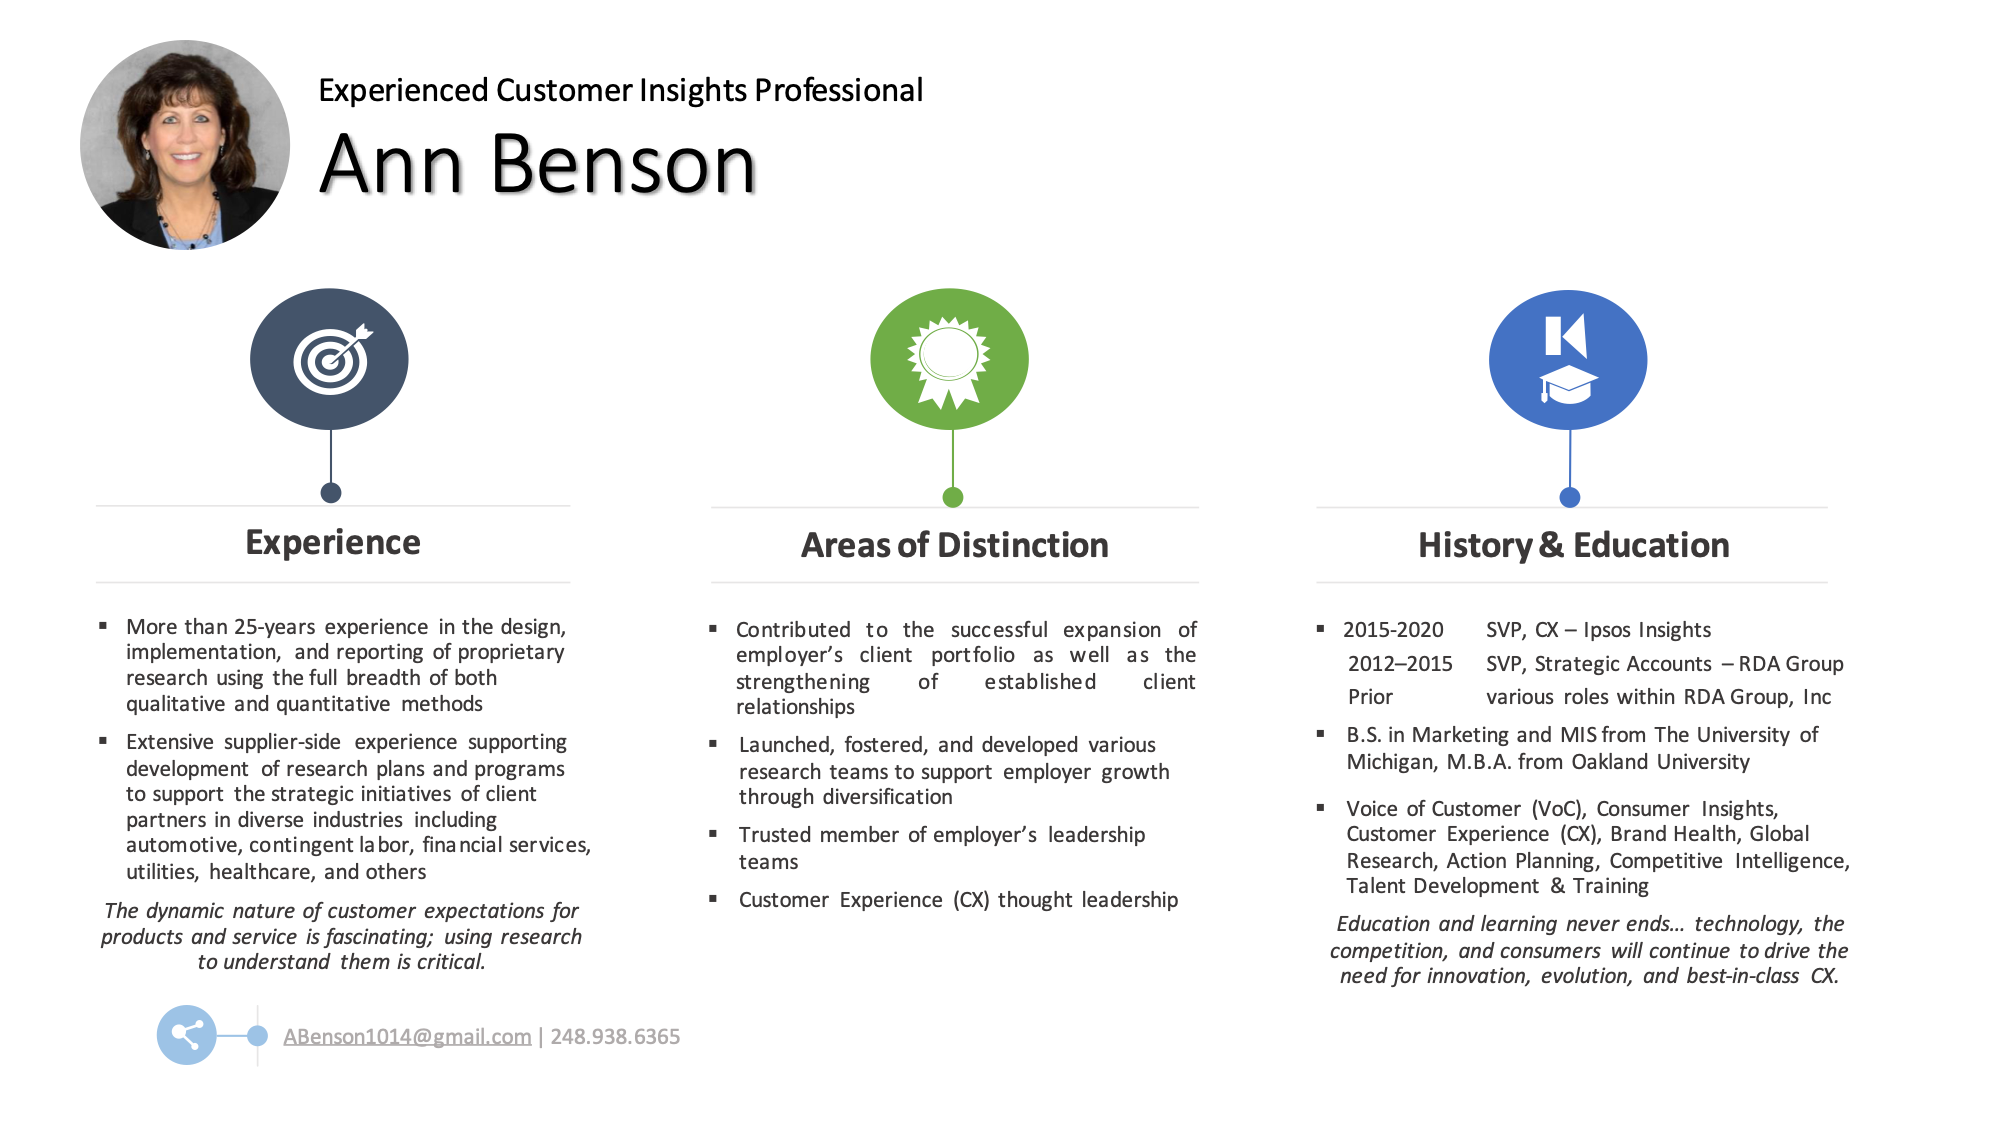 Experienced Customer Insights Professional
Ann Benson
Experience
▪ More than 25-years experience in the design,
implementation, and reporting of proprietary
research using the full breadth of both
qualitative and quantitative methods
▪ Extensive supplier-side experience supporting
development of research plans and programs
to support the strategic initiatives of client
partners in diverse industries including
automotive, contingent labor, financial services,
utilities, healthcare, and others
The dynamic nature of customer expectations for
products and service is fascinating; using research
to understand them is critical.
Areas of Distinction
▪ Contributed to the successful expansion of
employer’s client portfolio as well as the
strengthening of established client
relationships
▪ Launched, fostered, and developed various
research teams to support employer growth
through diversification
▪ Trusted member of employer’s leadership
teams
▪ Customer Experience (CX) thought leadership
History & Education
▪ 2015-2020 SVP, CX – Ipsos Insights
2012–2015 SVP, Strategic Accounts – RDA Group
Prior various roles within RDA Group, Inc
▪ B.S. in Marketing and MIS from The University of
Michigan, M.B.A. from Oakland University
▪ Voice of Customer (VoC), Consumer Insights,
Customer Experience (CX), Brand Health, Global
Research, Action Planning, Competitive Intelligence,
Talent Development & Training
Education and learning never ends... technology, the
competition, and consumers will continue to drive the
need for innovation, evolution, and best-in-class CX.
ABenson1014@gmail.com | 248.938.6365